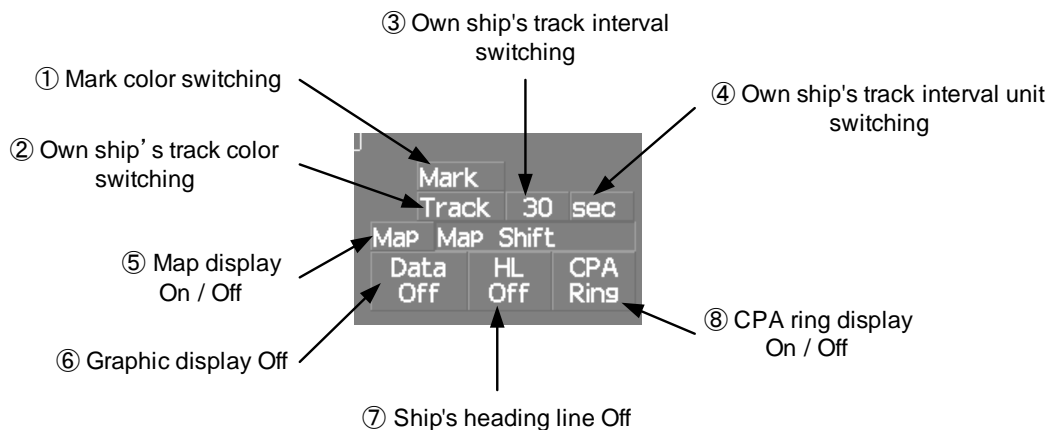 ③ Own ship's track interval
switching
① Mark color switching
④ Own ship's track interval unit
switching
② Own ship’s track color
switching
Mark
Track 30 sec
Map Map Shift
Data Off
HL Off
CPA Ring
⑤ Map display
On / Off
⑧ CPA ring display
On / Off
⑥ Graphic display Off
⑦ Ship's heading line Off